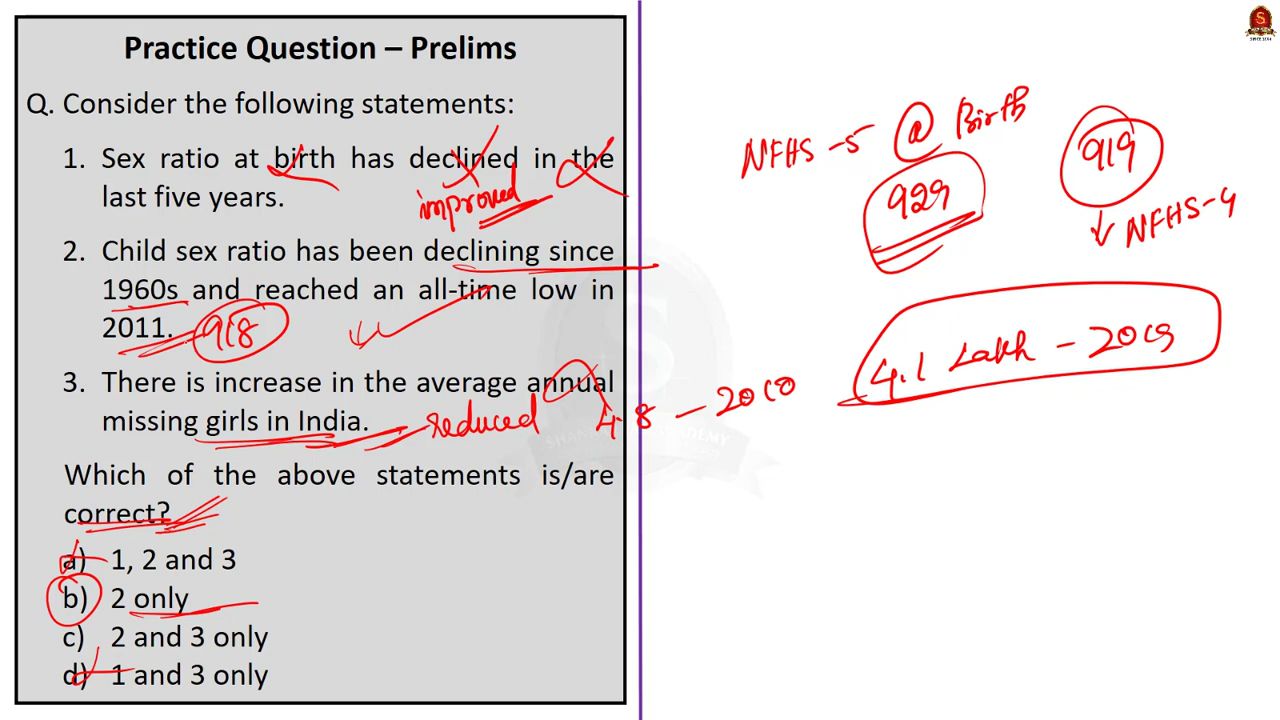 Practice Question – Prelims
Q. Consider the following statements:
1. Sex ratio at birth has declined in the
last five years.
improved
2. Child sex ratio has been declining since
1960s and reached an all-time low in
2011. 918
3. There is increase in the average annual
missing girls in India.
reduced
4.8 – 2010
Which of the above statements is/are
correct?
a) 1, 2 and 3
b) 2 only
c) 2 and 3 only
d) 1 and 3 only
NFHS -5 @ Birth
929
919
NFHS-4
4.1 Lakh – 20